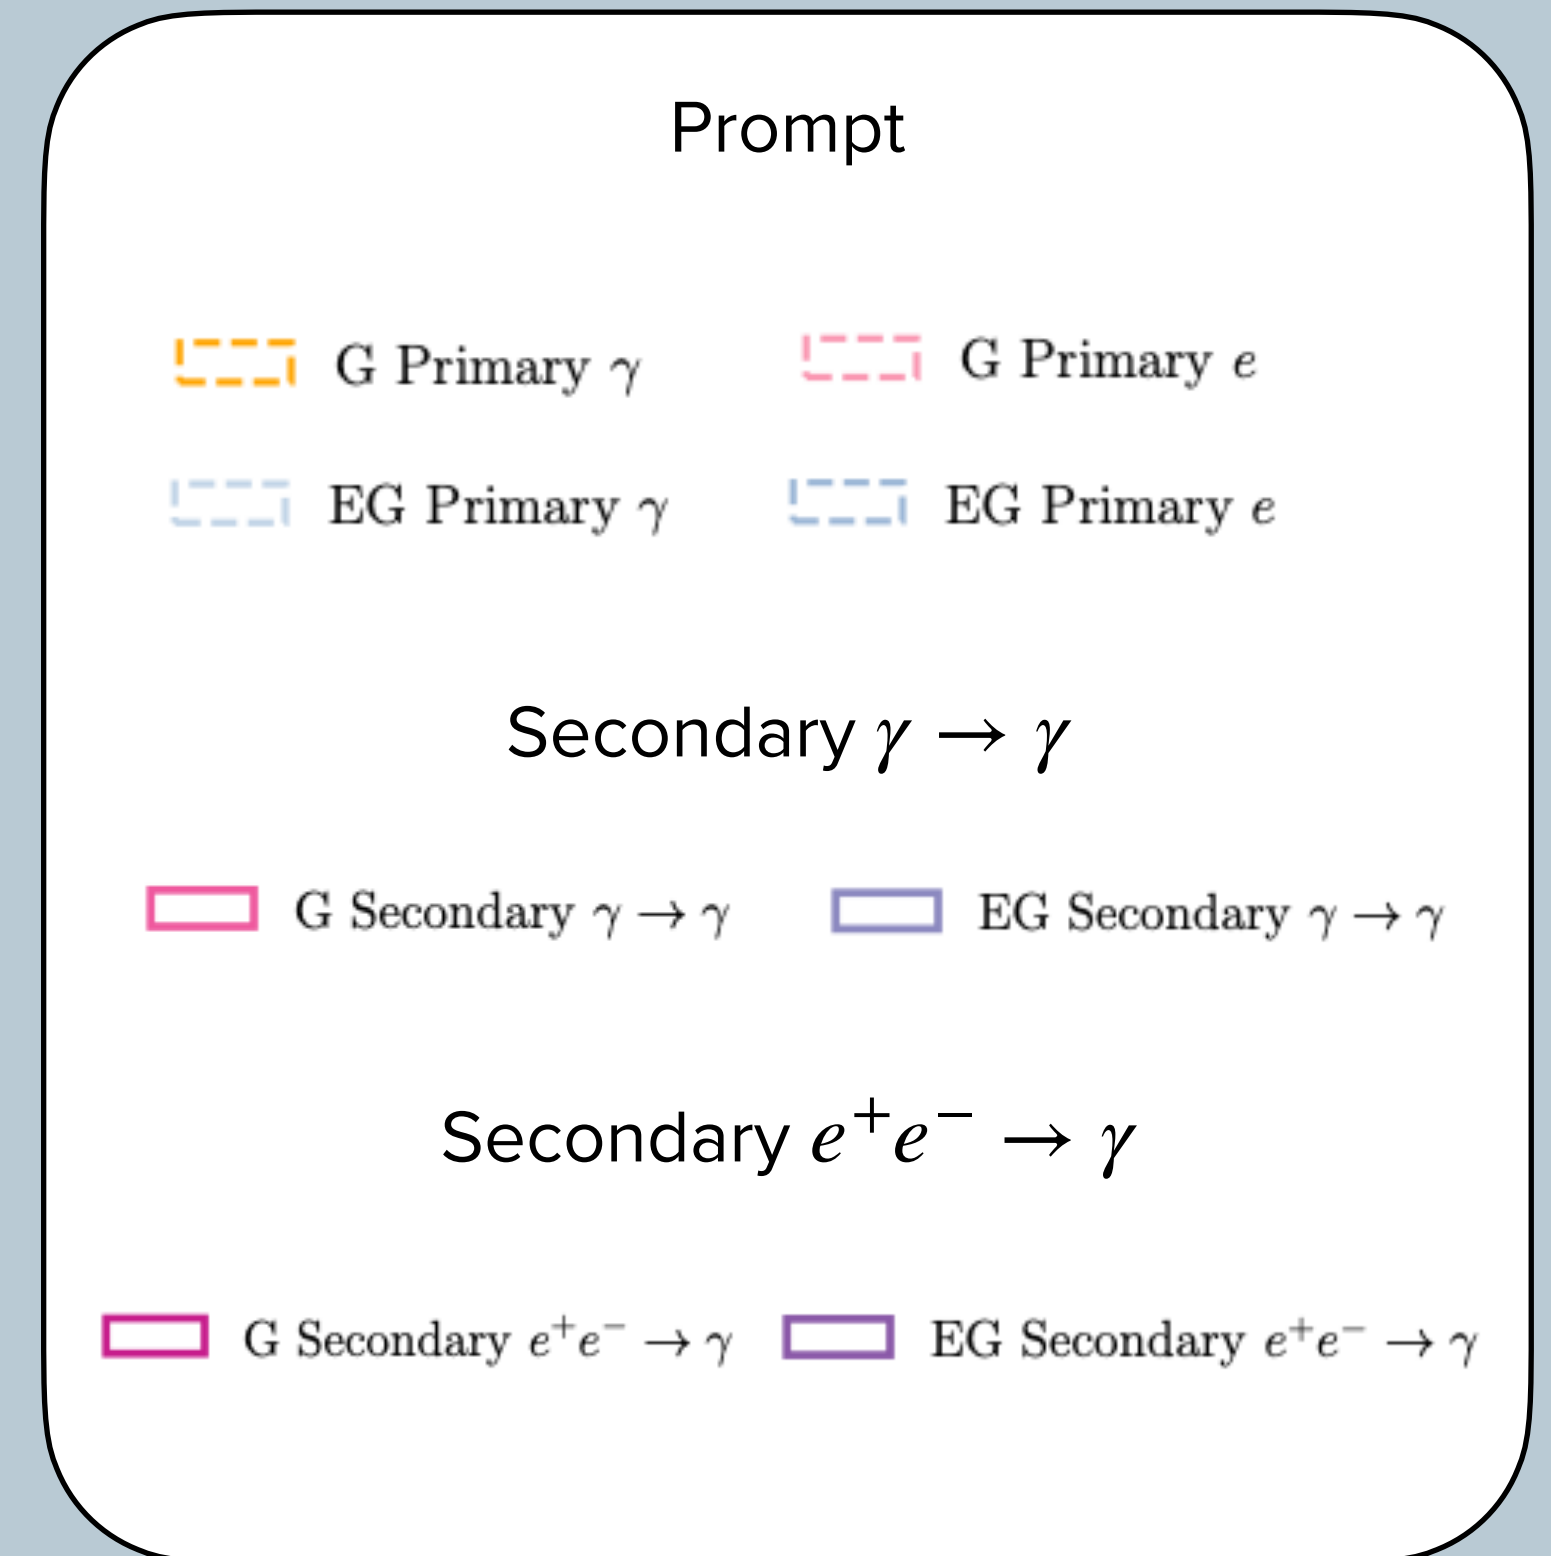 Prompt
G Primary γ G Primary e
EG Primary γ EG Primary e
Secondary γ → γ
G Secondary γ → γ EG Secondary γ → γ
Secondary e⁺e⁻ → γ
G Secondary e⁺e⁻ → γ EG Secondary e⁺e⁻ → γ